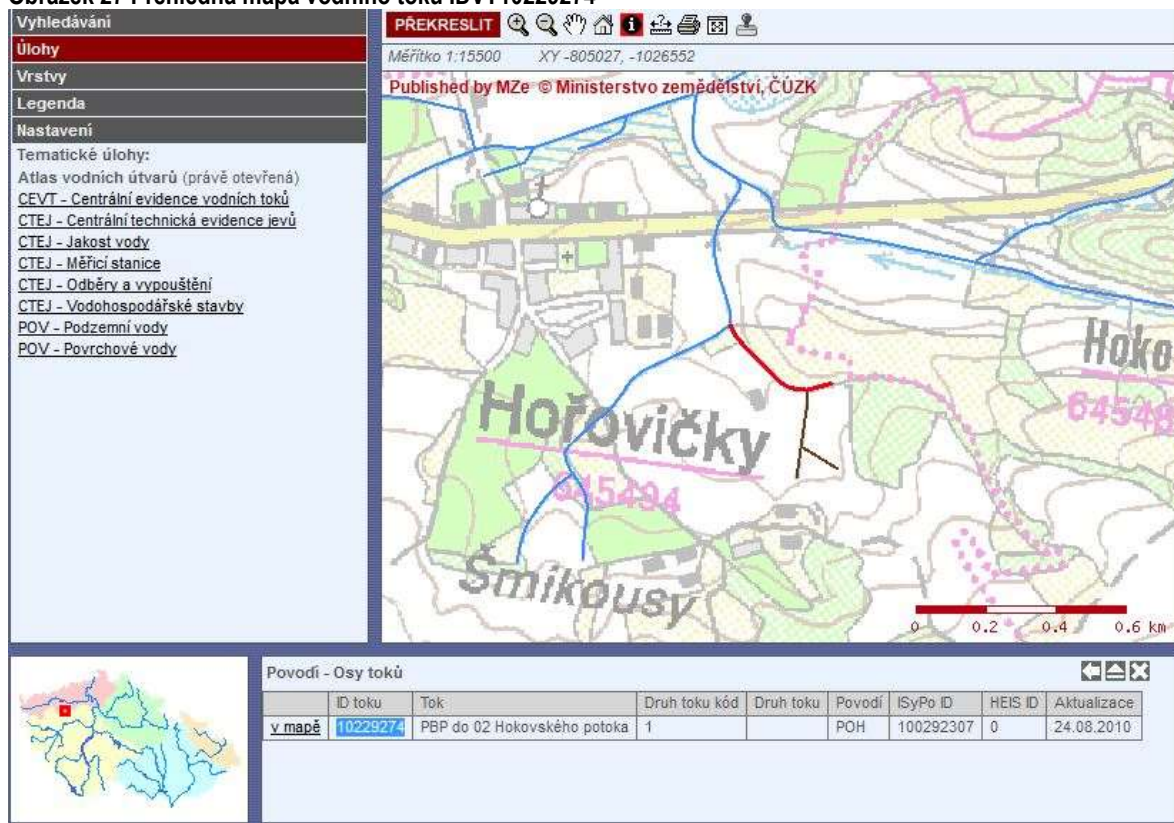 Obrázek 27 Přehledná mapa vodního toku IDVT 10229274
Vyhledávání
Úlohy
Vrstvy
Legenda
Nastavení
Tematické úlohy:
Atlas vodních útvarů (právě otevřená)
CEVT - Centrální evidence vodních toků
CTEJ - Centrální technická evidence jevů
CTEJ - Jakost vody
CTEJ - Měřicí stanice
CTEJ - Odběry a vypouštění
CTEJ - Vodohospodářské stavby
POV - Podzemní vody
POV - Povrchové vody
PŘEKRESLIT
Měřítko 1:15500 XY -805027, -1026552
Published by MZe © Ministerstvo zemědělství, ČÚZK
Hoko
64546
Hořovičky
645494
Šmikousy
0 0.2 0.4 0.6 km
Povodí - Osy toků
ID toku Tok Druh toku kód Druh toku Povodí ISyPo ID HEIS ID Aktualizace
v mapě 10229274 PBP do 02 Hokovského potoka 1 POH 100292307 0 24.08.2010